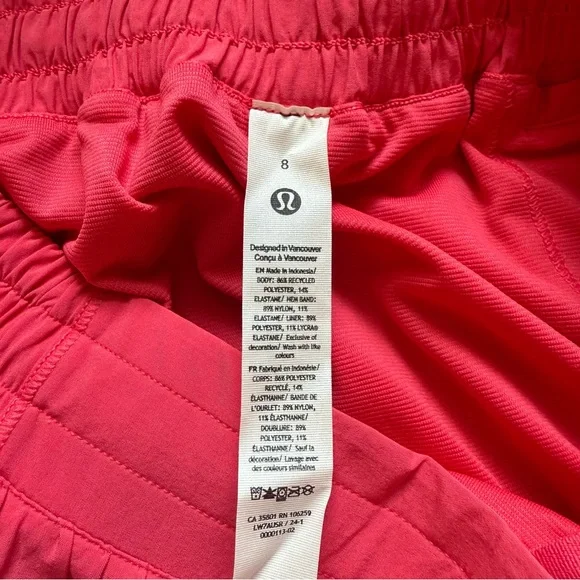 8
Designed in Vancouver
Conçu à Vancouver
EN Made in Indonesia/
BODY: 86% RECYCLED
POLYESTER, 14%
ELASTANE/ HEM BAND:
89% NYLON, 11%
ELASTANE/ LINER: 89%
POLYESTER, 11% LYCRA®
ELASTANE/ Exclusive of
decoration/ Wash with like
colours
FR Fabriqué en Indonésie/
CORPS: 86% POLYESTER
RECYCLÉ, 14%
ÉLASTHANNE/ BANDE DE
L'OURLET: 89% NYLON,
11% ÉLASTHANNE/
DOUBLURE: 89%
POLYESTER, 11%
ÉLASTHANNE/ Sauf la
décoration/ Lavage avec
des couleurs similaires
CA 35801 RN 106259
LW7AUSR / 24-1
0000113-02